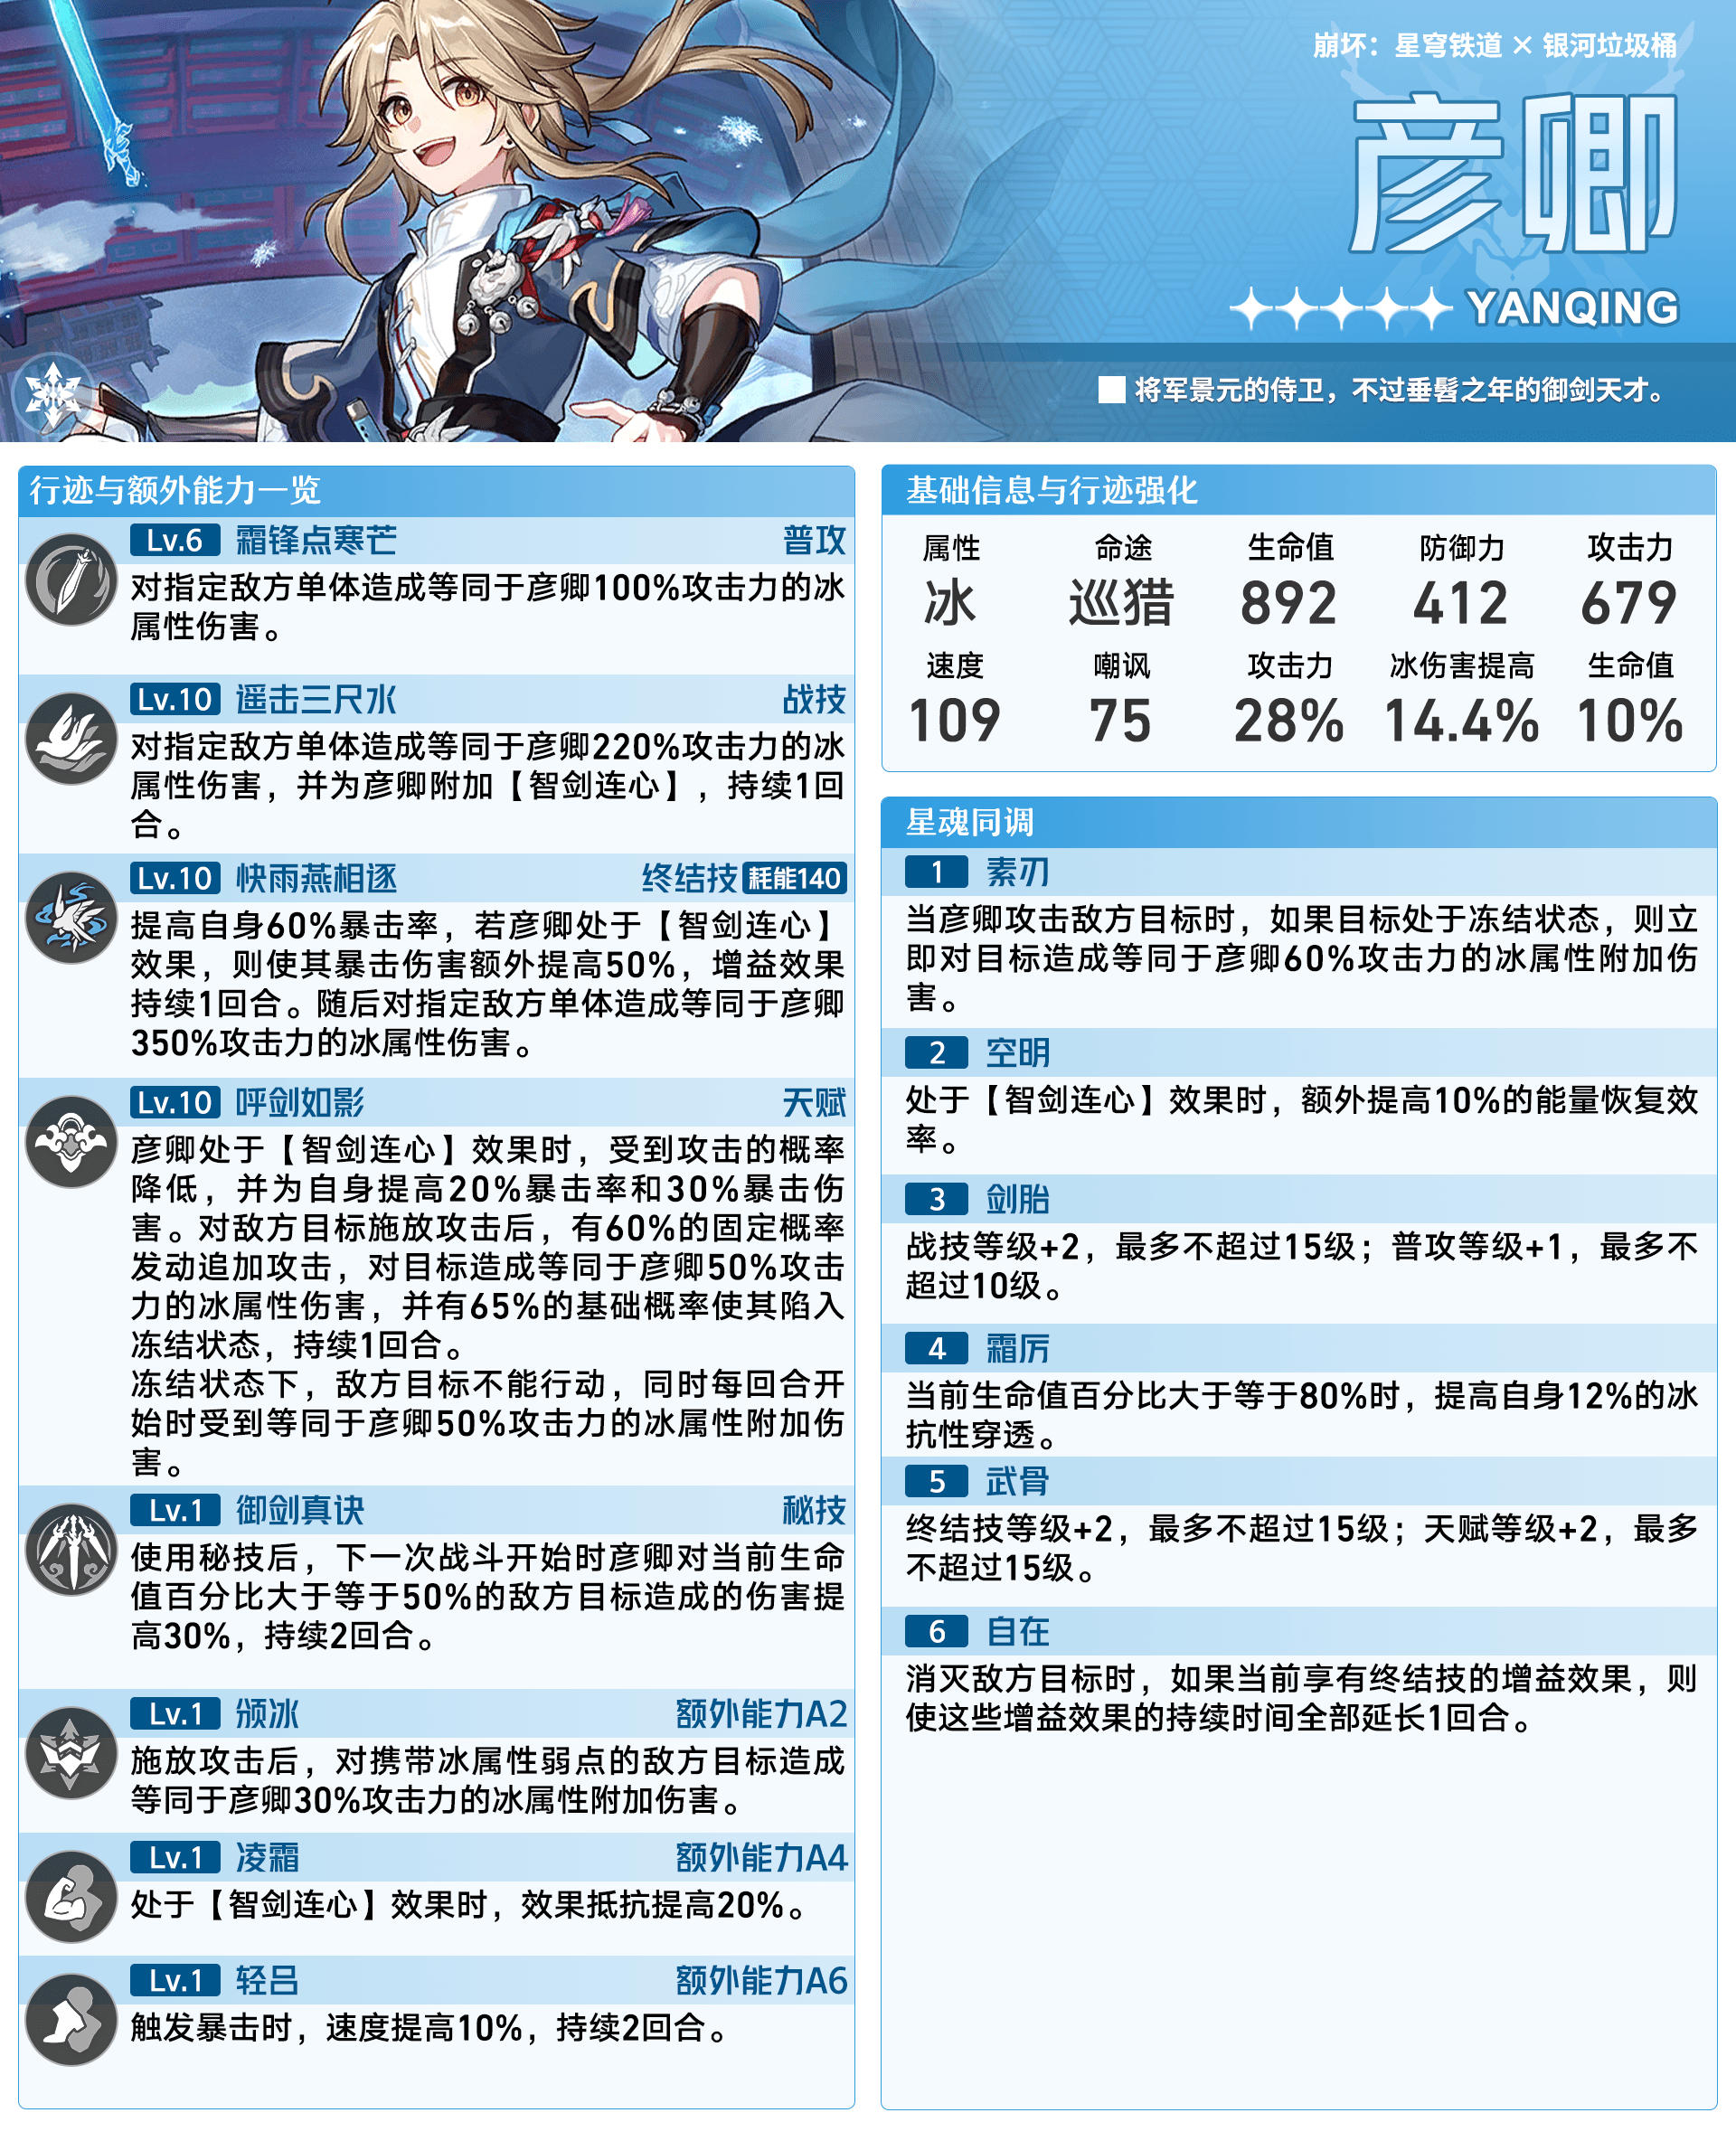 崩坏：星穹铁道 × 银河垃圾桶
彦卿
YANQING
将军景元的侍卫，不过垂髫之年的御剑天才。
行迹与额外能力一览
Lv.6 霜锋点寒芒 普攻
对指定敌方单体造成等同于彦卿100%攻击力的冰
属性伤害。
Lv.10 遥击三尺水 战技
对指定敌方单体造成等同于彦卿220%攻击力的冰
属性伤害，并为彦卿附加【智剑连心】，持续1回
合。
Lv.10 快雨燕相逐 终结技 耗能140
提高自身60%暴击率，若彦卿处于【智剑连心】
效果，则使其暴击伤害额外提高50%，增益效果
持续1回合。随后对指定敌方单体造成等同于彦卿
350%攻击力的冰属性伤害。
Lv.10 呼剑如影 天赋
彦卿处于【智剑连心】效果时，受到攻击的概率
降低，并为自身提高20%暴击率和30%暴击伤
害。对敌方目标施放攻击后，有60%的固定概率
发动追加攻击，对目标造成等同于彦卿50%攻击
力的冰属性伤害，并有65%的基础概率使其陷入
冻结状态，持续1回合。
冻结状态下，敌方目标不能行动，同时每回合开
始时受到等同于彦卿50%攻击力的冰属性附加伤
害。
Lv.1 御剑真诀 秘技
使用秘技后，下一次战斗开始时彦卿对当前生命
值百分比大于等于50%的敌方目标造成的伤害提
高30%，持续2回合。
Lv.1 颁冰 额外能力A2
施放攻击后，对携带冰属性弱点的敌方目标造成
等同于彦卿30%攻击力的冰属性附加伤害。
Lv.1 凌霜 额外能力A4
处于【智剑连心】效果时，效果抵抗提高20%。
Lv.1 轻吕 额外能力A6
触发暴击时，速度提高10%，持续2回合。
基础信息与行迹强化
属性 命途 生命值 防御力 攻击力
冰 巡猎 892 412 679
速度 嘲讽 攻击力 冰伤害提高 生命值
109 75 28% 14.4% 10%
星魂同调
1 素刃
当彦卿攻击敌方目标时，如果目标处于冻结状态，则立
即对目标造成等同于彦卿60%攻击力的冰属性附加伤
害。
2 空明
处于【智剑连心】效果时，额外提高10%的能量恢复效
率。
3 剑胎
战技等级+2，最多不超过15级；普攻等级+1，最多不
超过10级。
4 霜厉
当前生命值百分比大于等于80%时，提高自身12%的冰
抗性穿透。
5 武骨
终结技等级+2，最多不超过15级；天赋等级+2，最多
不超过15级。
6 自在
消灭敌方目标时，如果当前享有终结技的增益效果，则
使这些增益效果的持续时间全部延长1回合。